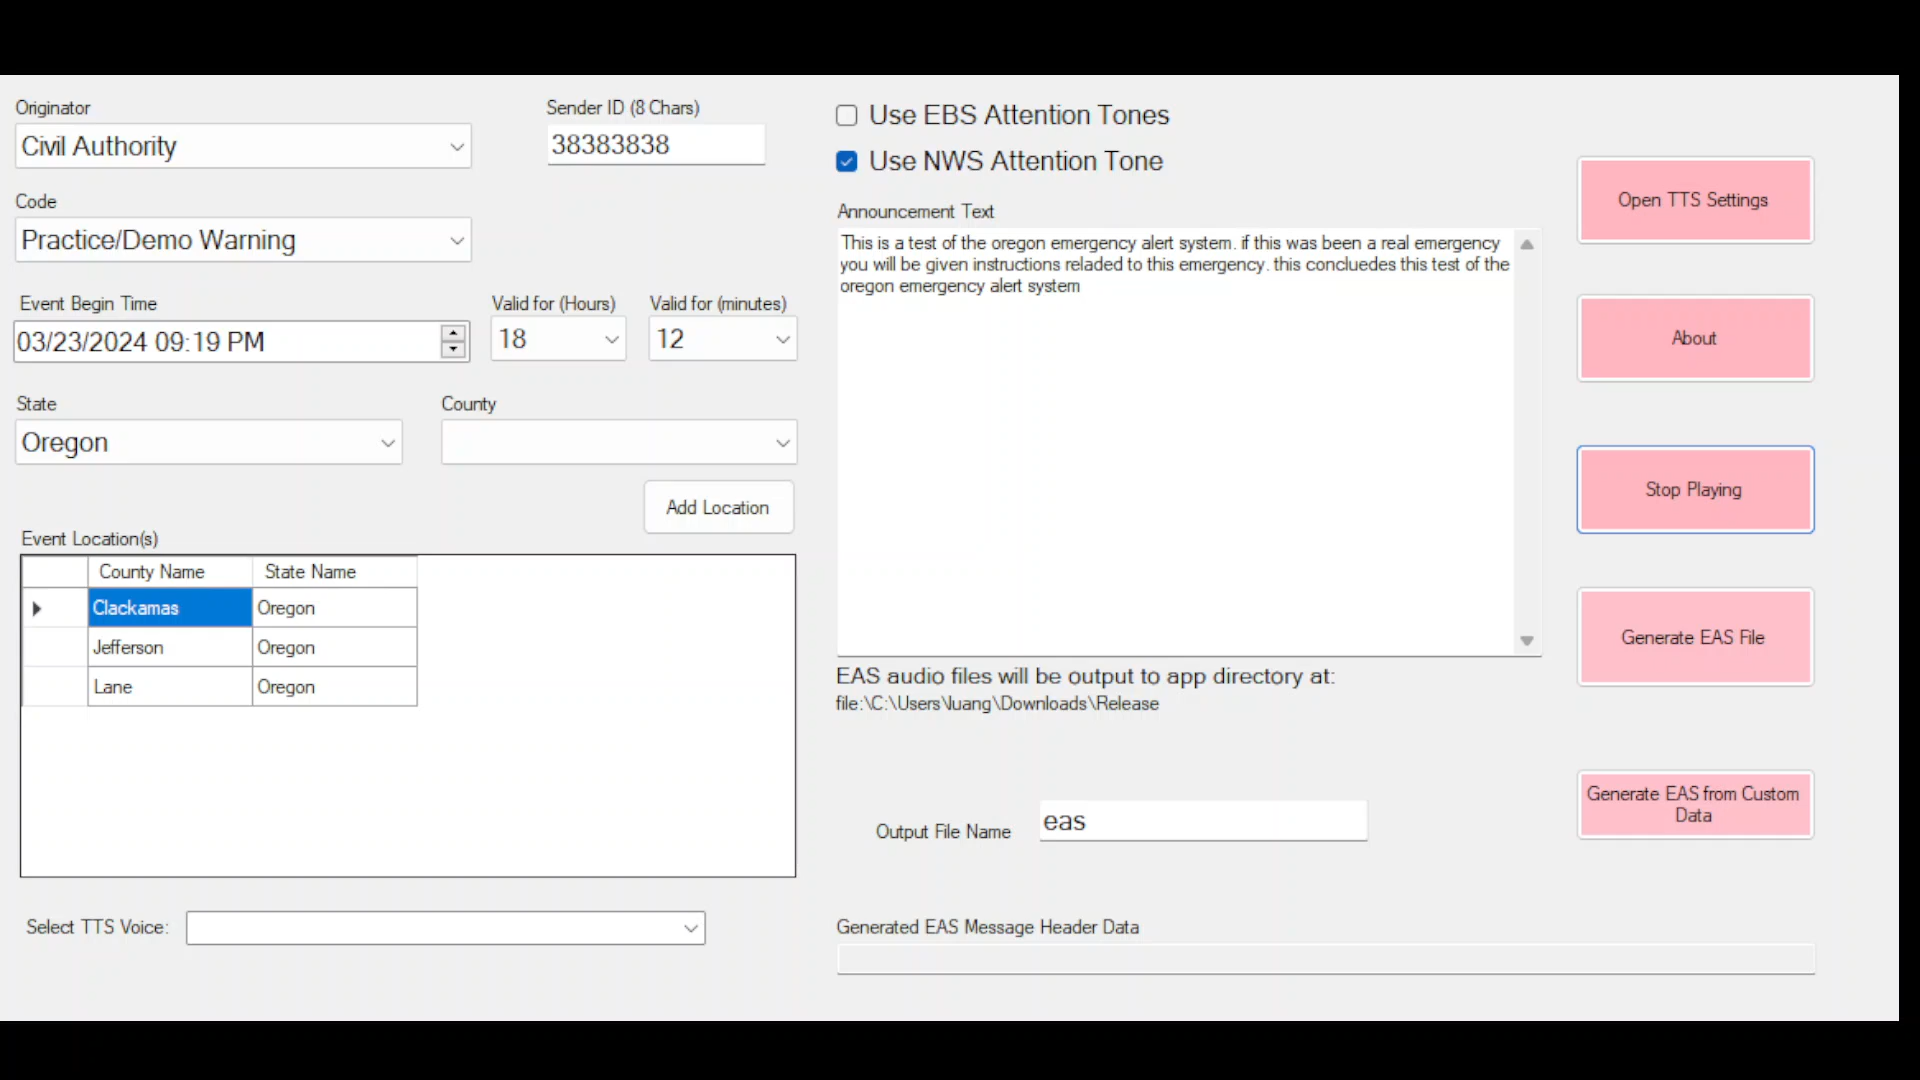 Originator
Civil Authority
Sender ID (8 Chars)
38383838
Code
Practice/Demo Warning
Event Begin Time
03/23/2024 09:19 PM
Valid for (Hours)
18
Valid for (minutes)
12
State
Oregon
County
Add Location
Event Location(s)
County Name State Name
Clackamas Oregon
Jefferson Oregon
Lane Oregon
Select TTS Voice:
Use EBS Attention Tones
Use NWS Attention Tone
Announcement Text
This is a test of the oregon emergency alert system. if this was been a real emergency
you will be given instructions reladed to this emergency. this concluedes this test of the
oregon emergency alert system
EAS audio files will be output to app directory at:
file:\C:\Users\luang\Downloads\Release
Output File Name
eas
Generated EAS Message Header Data
Open TTS Settings
About
Stop Playing
Generate EAS File
Generate EAS from Custom
Data